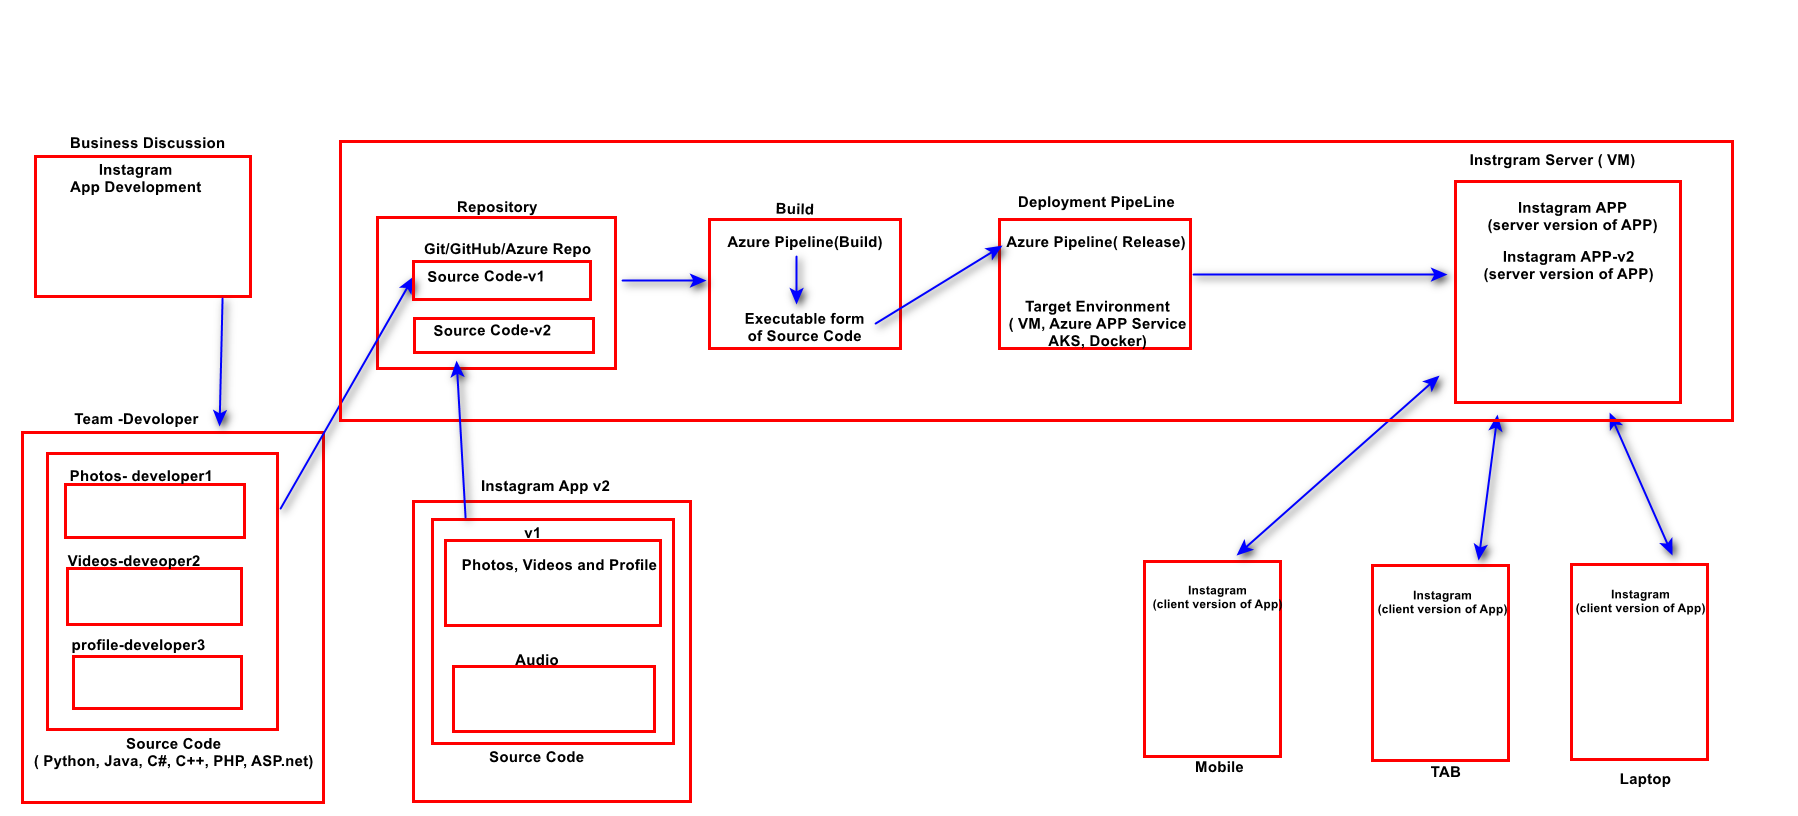 Business Discussion
Instagram
App Development
Team -Devoloper
Photos- developer1
Videos-deveoper2
profile-developer3
Source Code
( Python, Java, C#, C++, PHP, ASP.net)
Repository
Git/GitHub/Azure Repo
Source Code-v1
Source Code-v2
Instagram App v2
v1
Photos, Videos and Profile
Audio
Source Code
Build
Azure Pipeline(Build)
Executable form
of Source Code
Deployment PipeLine
Azure Pipeline( Release)
Target Environment
( VM, Azure APP Service
AKS, Docker)
Instrgram Server ( VM)
Instagram APP
(server version of APP)
Instagram APP-v2
(server version of APP)
Instagram
(client version of App)
Mobile
Instagram
(client version of App)
TAB
Instagram
(client version of App)
Laptop